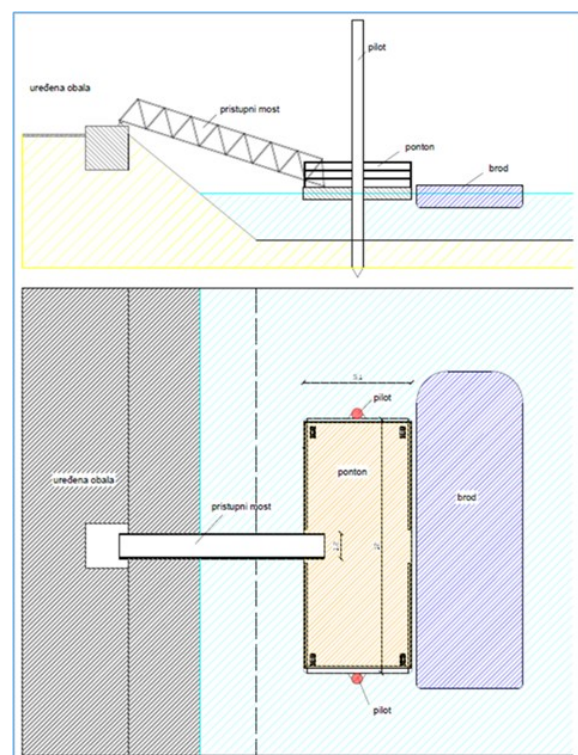 pilot
uređena obala
pristupni most
ponton
brod
pilot
ponton
uređena obala
brod
pristupni most
pilot